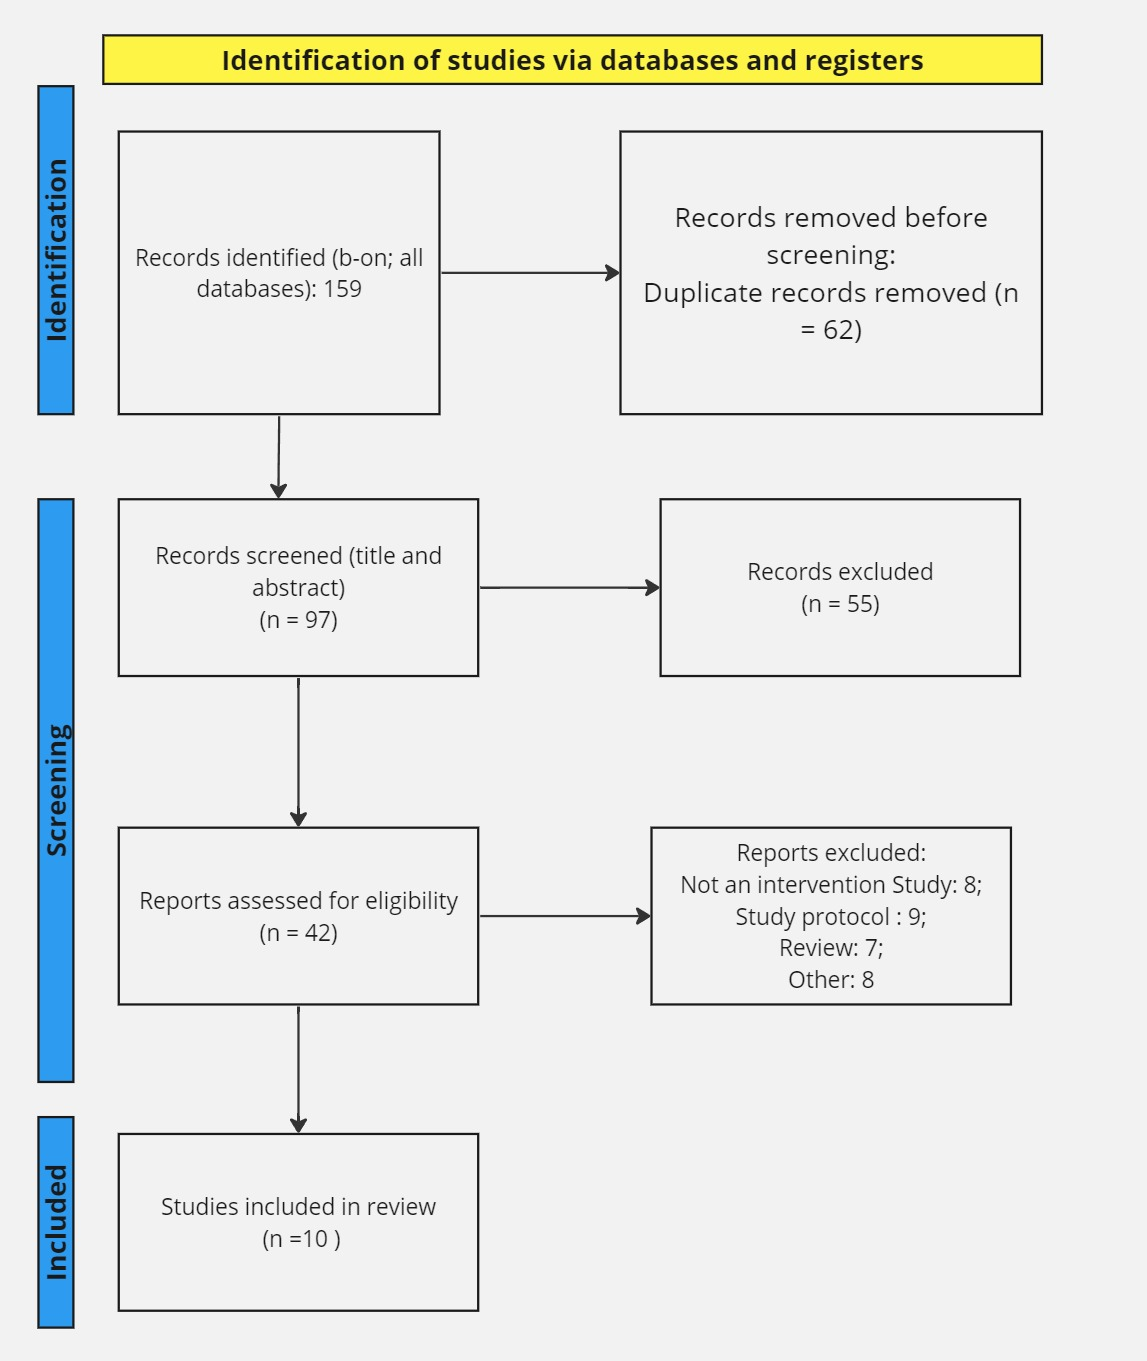 Identification of studies via databases and registers
Identification
Records identified (b-on; all
databases): 159
Records removed before
screening:
Duplicate records removed (n
= 62)
Screening
Records screened (title and
abstract)
(n = 97)
Records excluded
(n = 55)
Reports assessed for eligibility
(n = 42)
Reports excluded:
Not an intervention Study: 8;
Study protocol : 9;
Review: 7;
Other: 8
Included
Studies included in review
(n =10 )